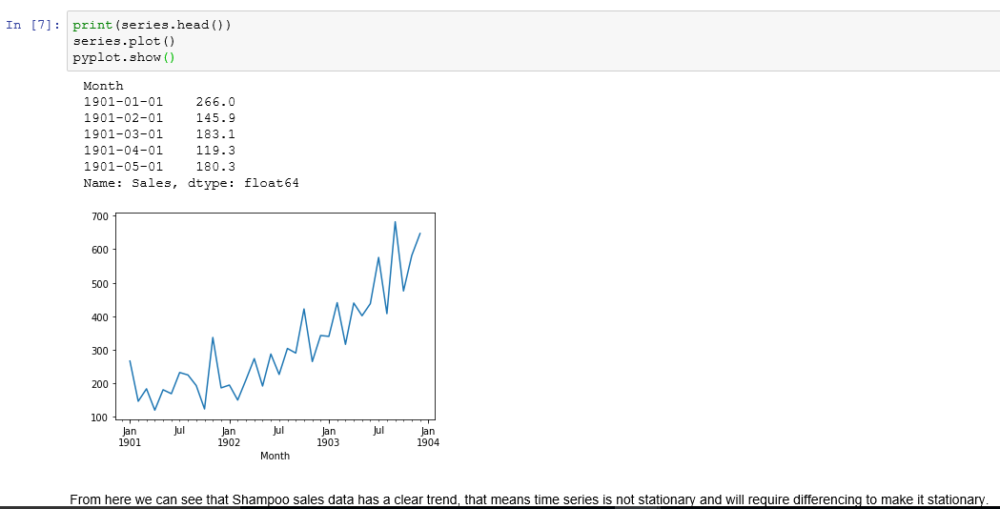 In [7]: print(series.head())
series.plot()
pyplot.show()
Month
1901-01-01 266.0
1901-02-01 145.9
1901-03-01 183.1
1901-04-01 119.3
1901-05-01 180.3
Name: Sales, dtype: float64
700
600
500
400
300
200
100
Jan Jul Jan Jul Jan Jul Jan
1901 1902 1903 1904
Month
From here we can see that Shampoo sales data has a clear trend, that means time series is not stationary and will require differencing to make it stationary.